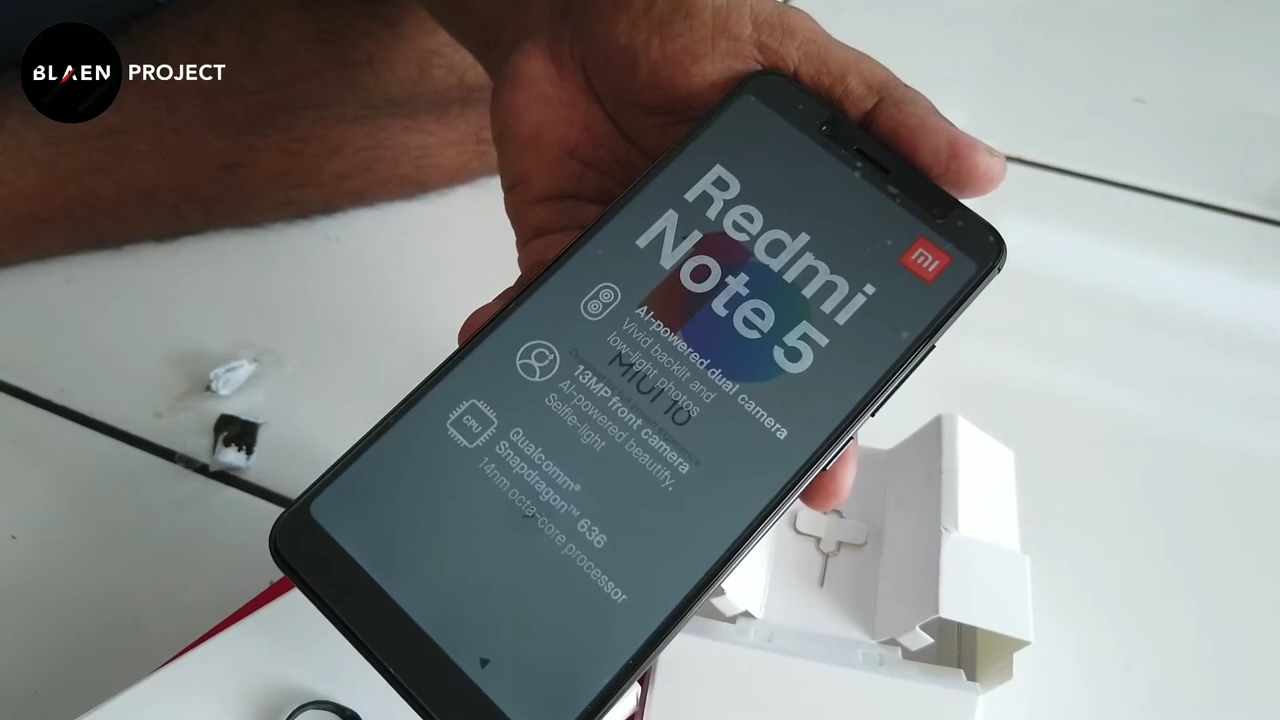 BLAEN PROJECT
Redmi
Note 5
mi
AI-powered dual camera
Vivid backlit and
low-light photos
MIUI 10
13MP front camera
AI-powered beautify.
Selfie-light
CPU
Qualcomm®
Snapdragon™ 636
14nm octa-core processor